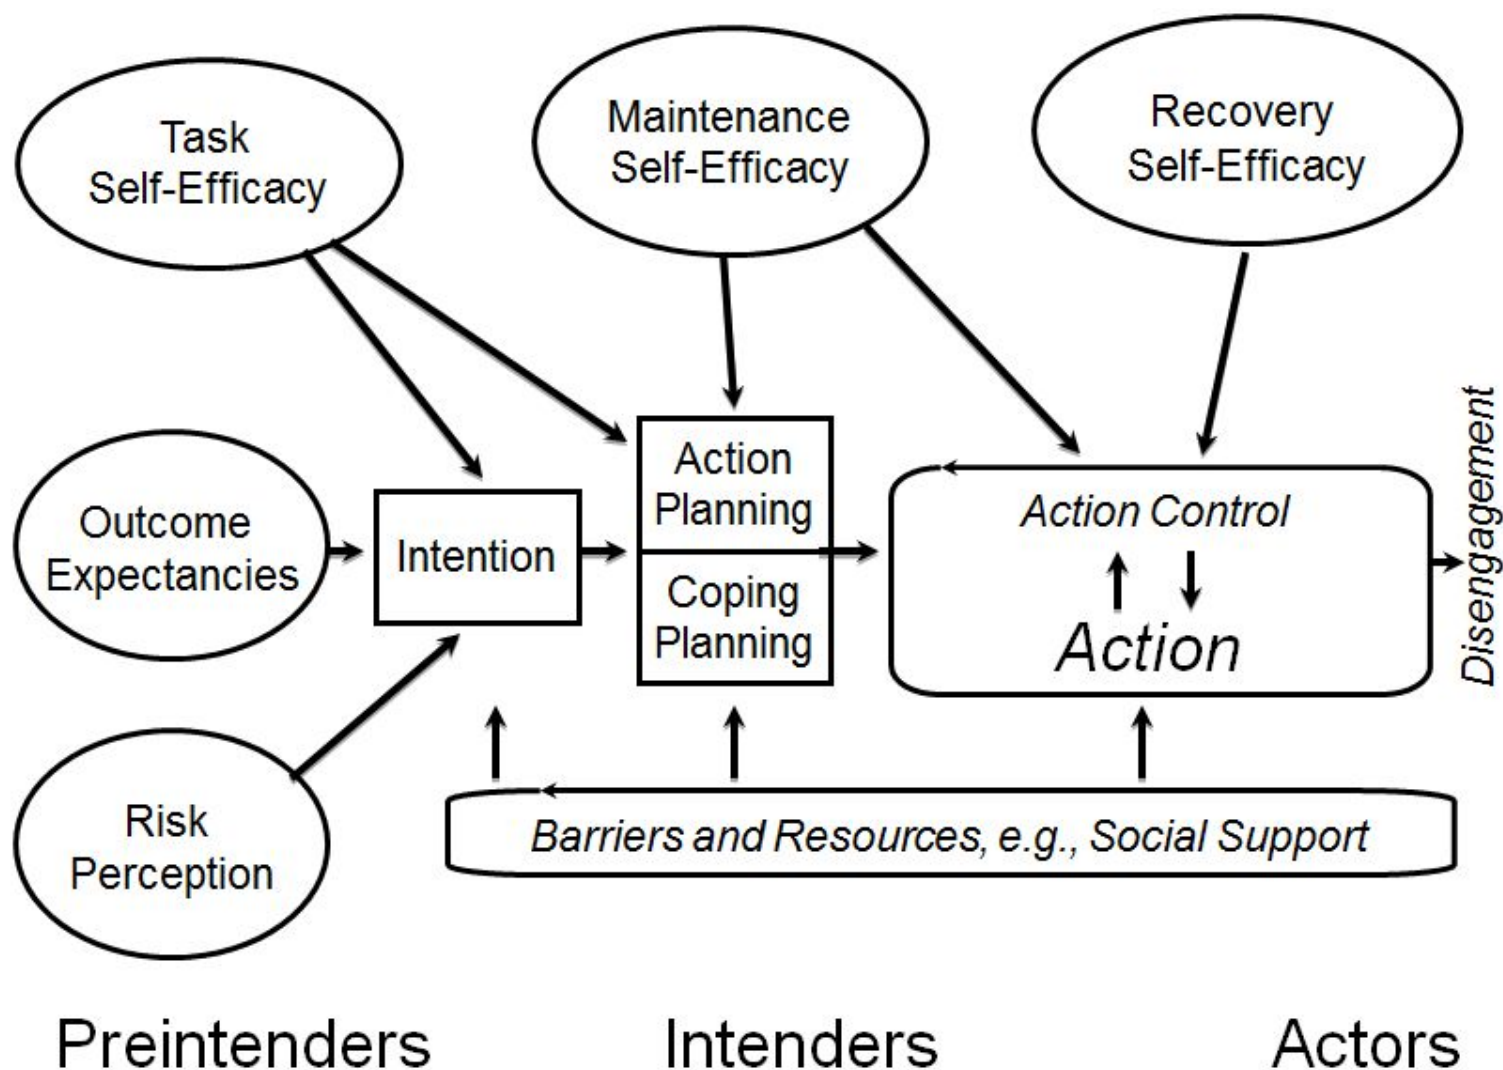 Task
Self-Efficacy
Maintenance
Self-Efficacy
Recovery
Self-Efficacy
Outcome
Expectancies
Intention
Action
Planning
Coping
Planning
Action Control
Action
Disengagement
Risk
Perception
Barriers and Resources, e.g., Social Support
Preintenders
Intenders
Actors